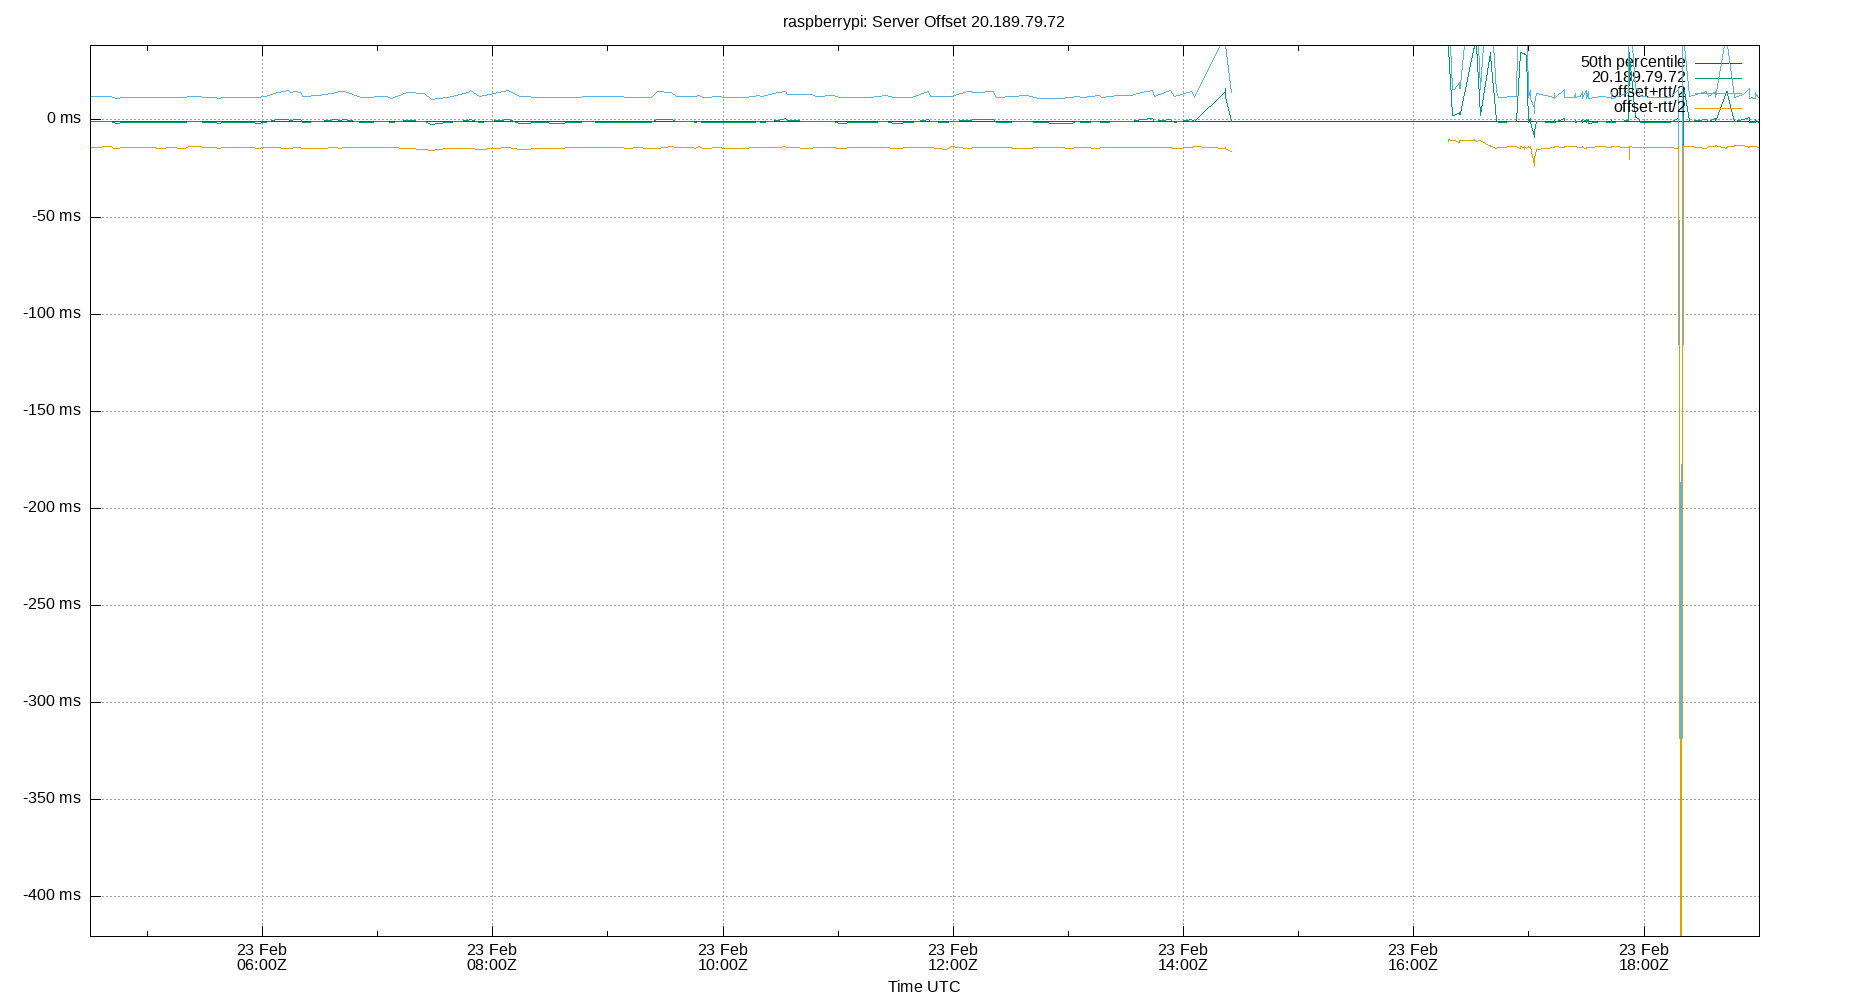 raspberrypi: Server Offset 20.189.79.72
50th percentile
20.189.79.72
offset+rtt/2
offset-rtt/2
0 ms
-50 ms
-100 ms
-150 ms
-200 ms
-250 ms
-300 ms
-350 ms
-400 ms
23 Feb 23 Feb 23 Feb 23 Feb 23 Feb 23 Feb 23 Feb
06:00Z 08:00Z 10:00Z 12:00Z 14:00Z 16:00Z 18:00Z
Time UTC